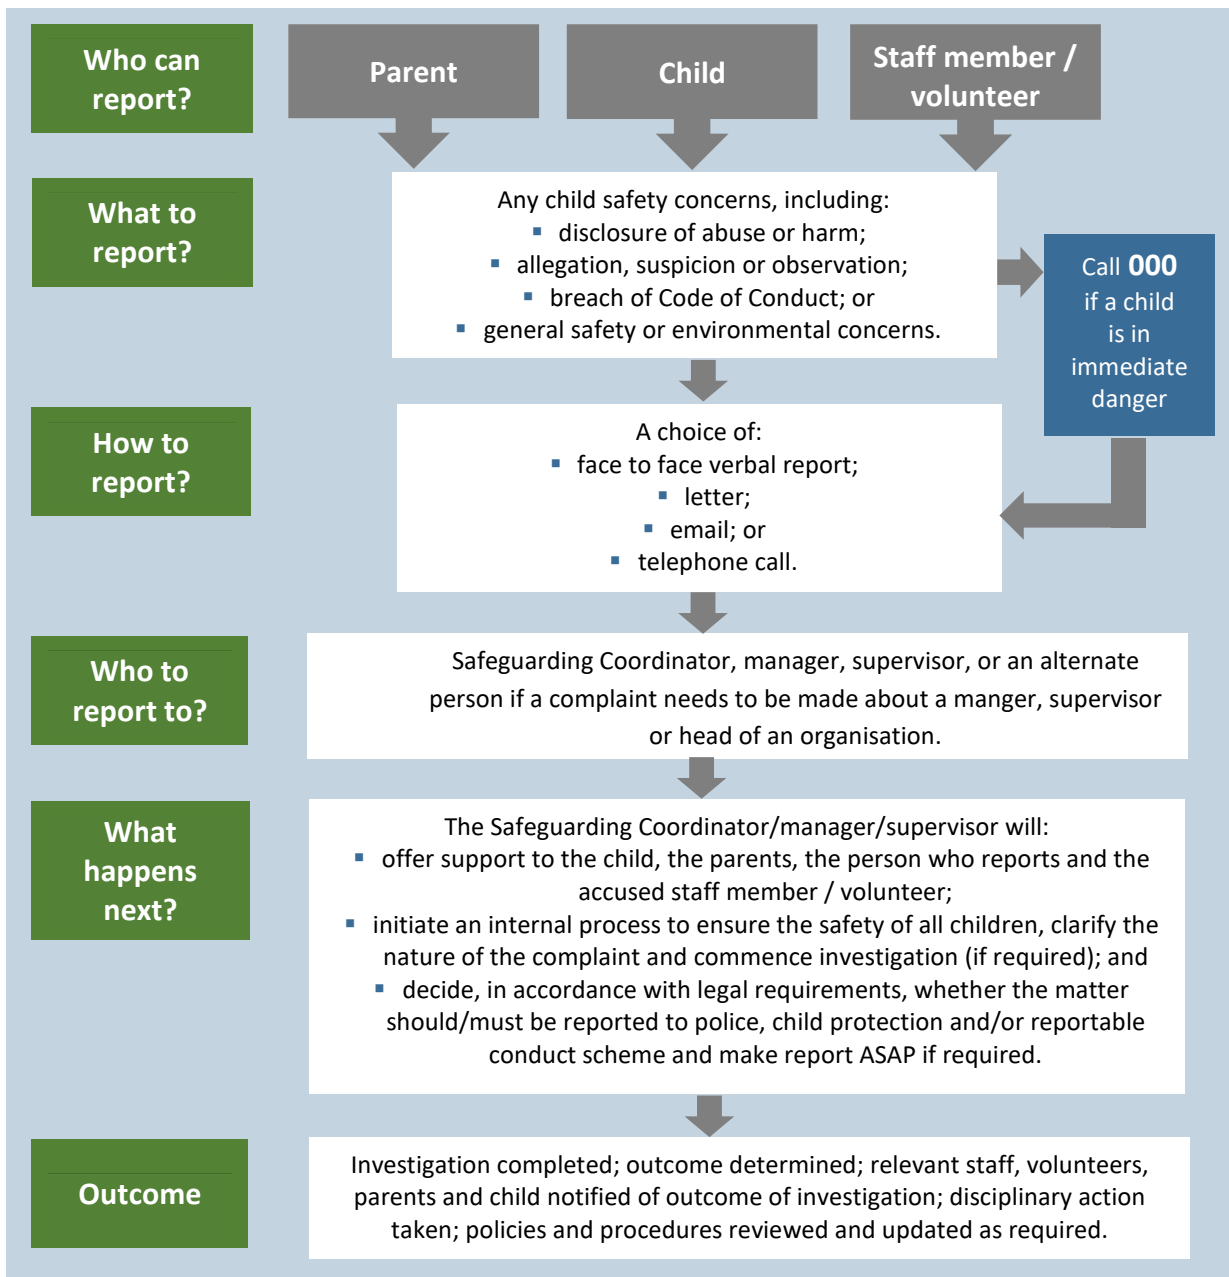 Who can
report?
Parent
Child
Staff member /
volunteer
What to
report?
Any child safety concerns, including:
▪ disclosure of abuse or harm;
▪ allegation, suspicion or observation;
▪ breach of Code of Conduct; or
▪ general safety or environmental concerns.
Call 000
if a child
is in
immediate
danger
How to
report?
A choice of:
▪ face to face verbal report;
▪ letter;
▪ email; or
▪ telephone call.
Who to
report to?
Safeguarding Coordinator, manager, supervisor, or an alternate
person if a complaint needs to be made about a manger, supervisor
or head of an organisation.
What
happens
next?
The Safeguarding Coordinator/manager/supervisor will:
▪ offer support to the child, the parents, the person who reports and the
accused staff member / volunteer;
▪ initiate an internal process to ensure the safety of all children, clarify the
nature of the complaint and commence investigation (if required); and
▪ decide, in accordance with legal requirements, whether the matter
should/must be reported to police, child protection and/or reportable
conduct scheme and make report ASAP if required.
Outcome
Investigation completed; outcome determined; relevant staff, volunteers,
parents and child notified of outcome of investigation; disciplinary action
taken; policies and procedures reviewed and updated as required.